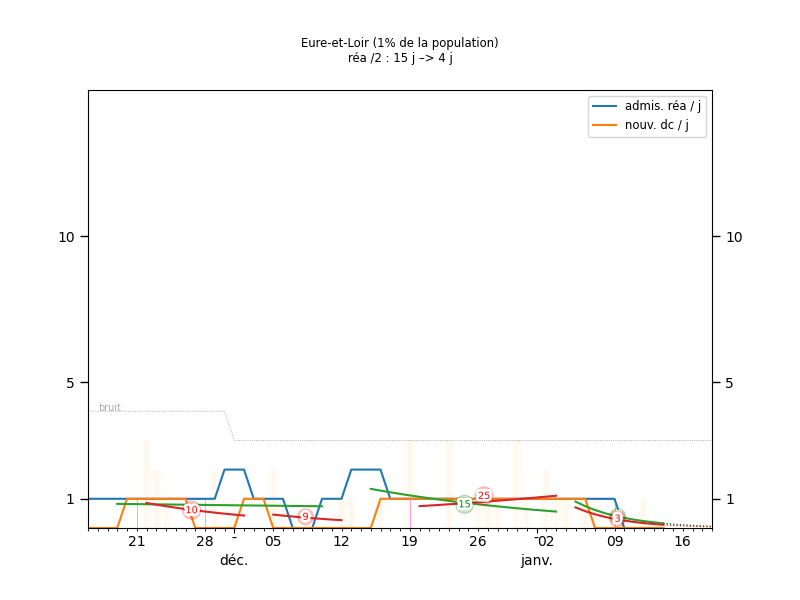 Eure-et-Loir (1% de la population)
réa /2 : 15 j –> 4 j
admis. réa / j
nouv. dc / j
10 10
5 5
bruit
1 1
10 9 15 25 3
21 28 05 12 19 26 02 09 16
déc. janv.